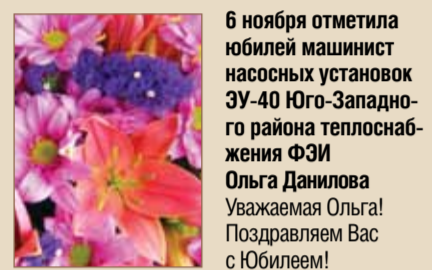 6 ноября отметила
юбилей машинист
насосных установок
ЭУ-40 Юго-Западно-
го района теплоснаб-
жения ФЭИ
Ольга Данилова
Уважаемая Ольга!
Поздравляем Вас
с Юбилеем!